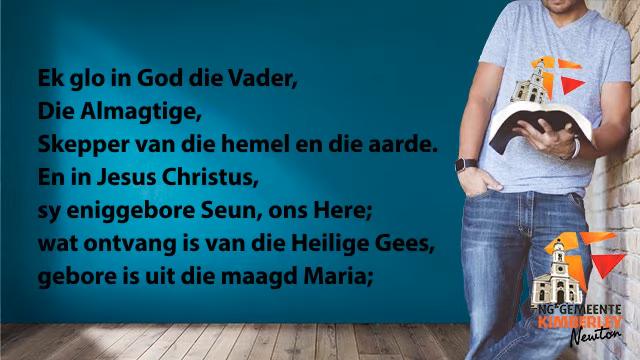 Ek glo in God die Vader,
Die Almagtige,
Skepper van die hemel en die aarde.
En in Jesus Christus,
sy eniggebore Seun, ons Here;
wat ontvang is van die Heilige Gees,
gebore is uit die maagd Maria;
NG GEMEENTE
KIMBERLEY
Newton